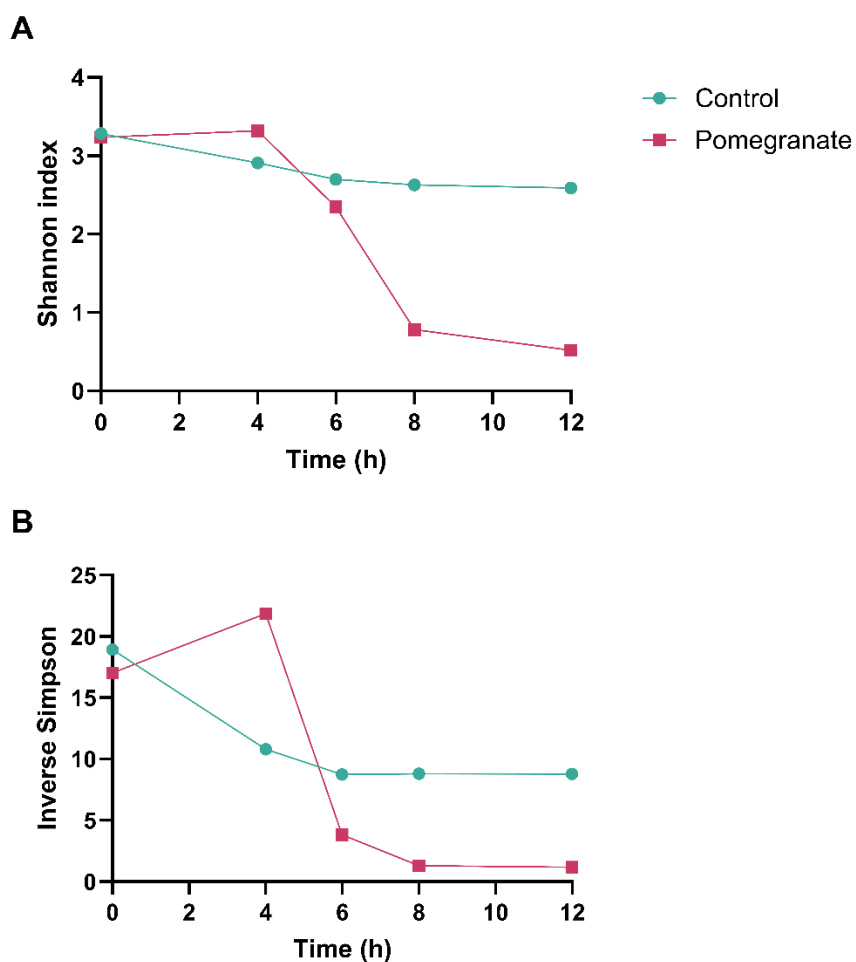 A
Control
Pomegranate
Shannon index
4
3
2
1
0
0 2 4 6 8 10 12
Time (h)
B
Inverse Simpson
25
20
15
10
5
0
0 2 4 6 8 10 12
Time (h)